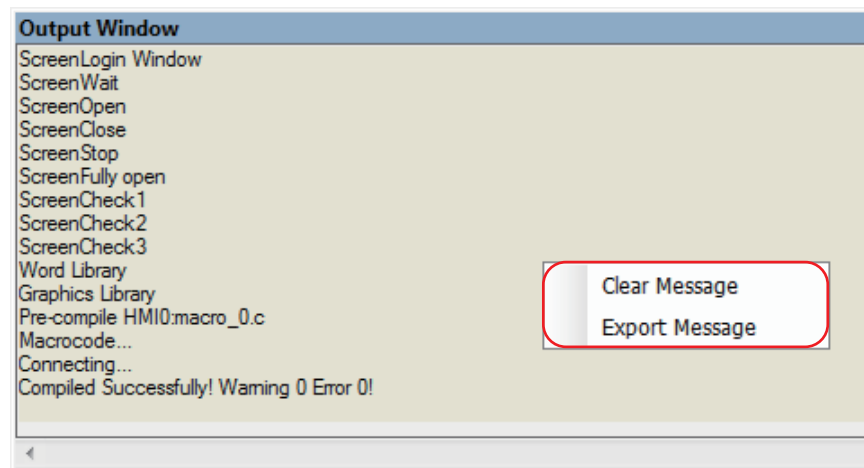 Output Window
ScreenLogin Window
ScreenWait
ScreenOpen
ScreenClose
ScreenStop
ScreenFully open
ScreenCheck1
ScreenCheck2
ScreenCheck3
Word Library
Graphics Library
Pre-compile HMI0:macro_0.c
Macrocode...
Connecting...
Compiled Successfully! Warning 0 Error 0!
Clear Message
Export Message